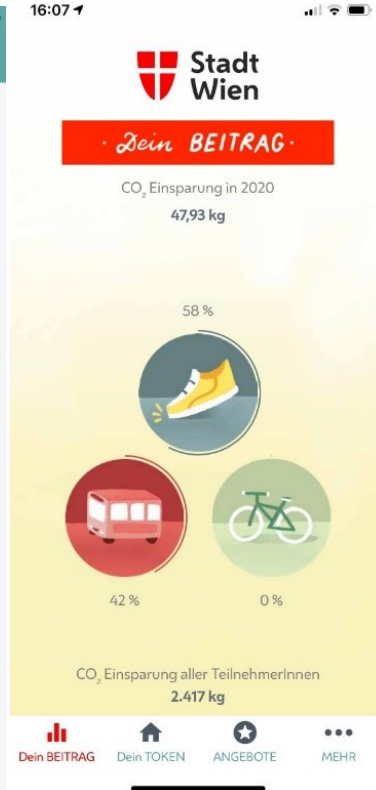 16:07
Stadt
Wien
· Dein BEITRAG ·
CO₂ Einsparung in 2020
47,93 kg
58 %
42 %
0 %
CO₂ Einsparung aller TeilnehmerInnen
2.417 kg
Dein BEITRAG
Dein TOKEN
ANGEBOTE
MEHR